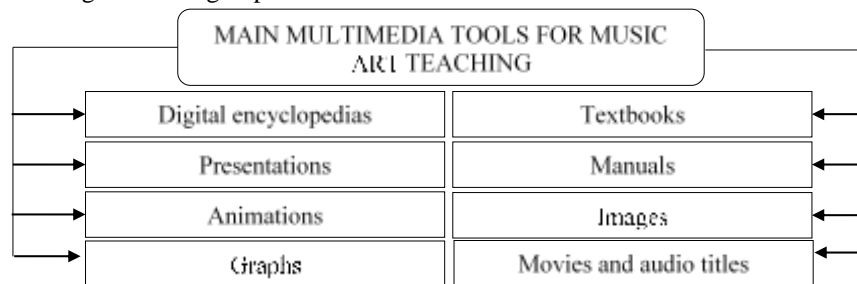 MAIN MULTIMEDIA TOOLS FOR MUSIC
ART TEACHING
Digital encyclopedias
Textbooks
Presentations
Manuals
Animations
Images
Graphs
Movies and audio titles